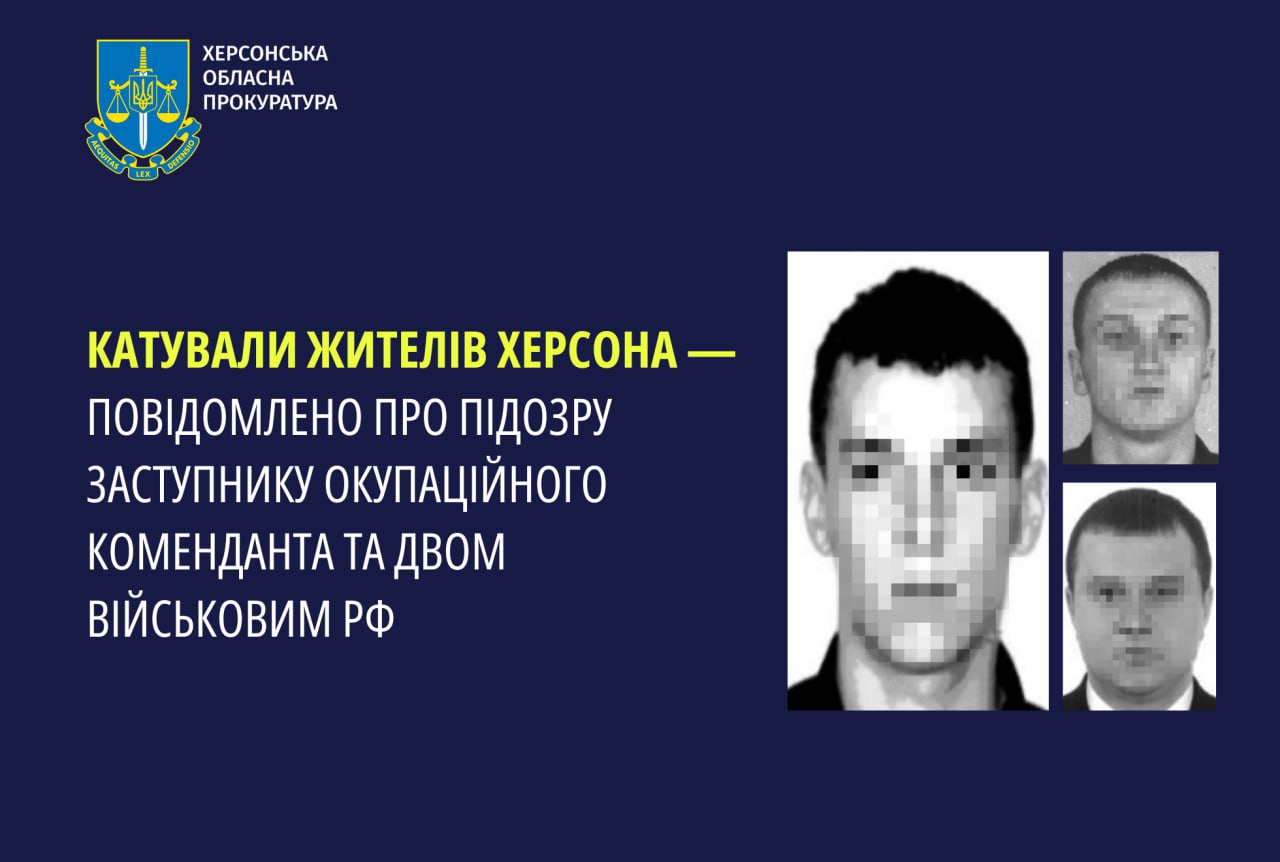 ХЕРСОНСЬКА
ОБЛАСНА
ПРОКУРАТУРА
AEQUITAS LEX DEFENSIO
КАТУВАЛИ ЖИТЕЛІВ ХЕРСОНА —
ПОВІДОМЛЕНО ПРО ПІДОЗРУ
ЗАСТУПНИКУ ОКУПАЦІЙНОГО
КОМЕНДАНТА ТА ДВОМ
ВІЙСЬКОВИМ РФ